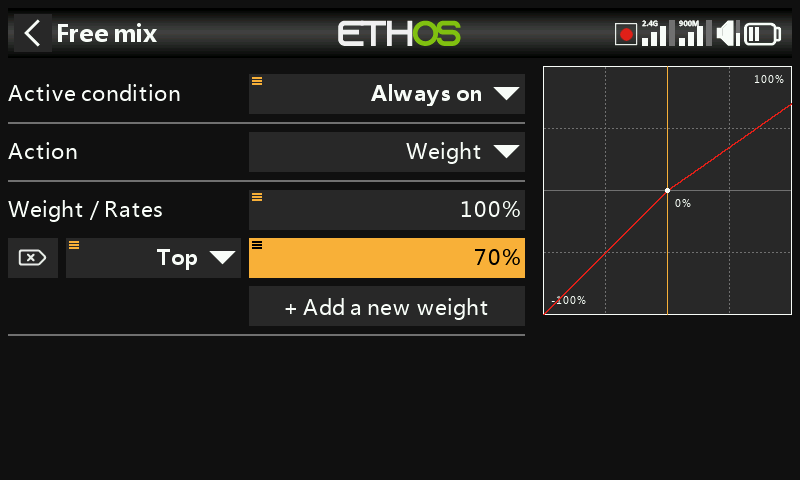 Free mix
ETHOS
2.4G 900M
Active condition Always on
100%
Action Weight
Weight / Rates 100%
0%
Top 70%
-100%
+ Add a new weight